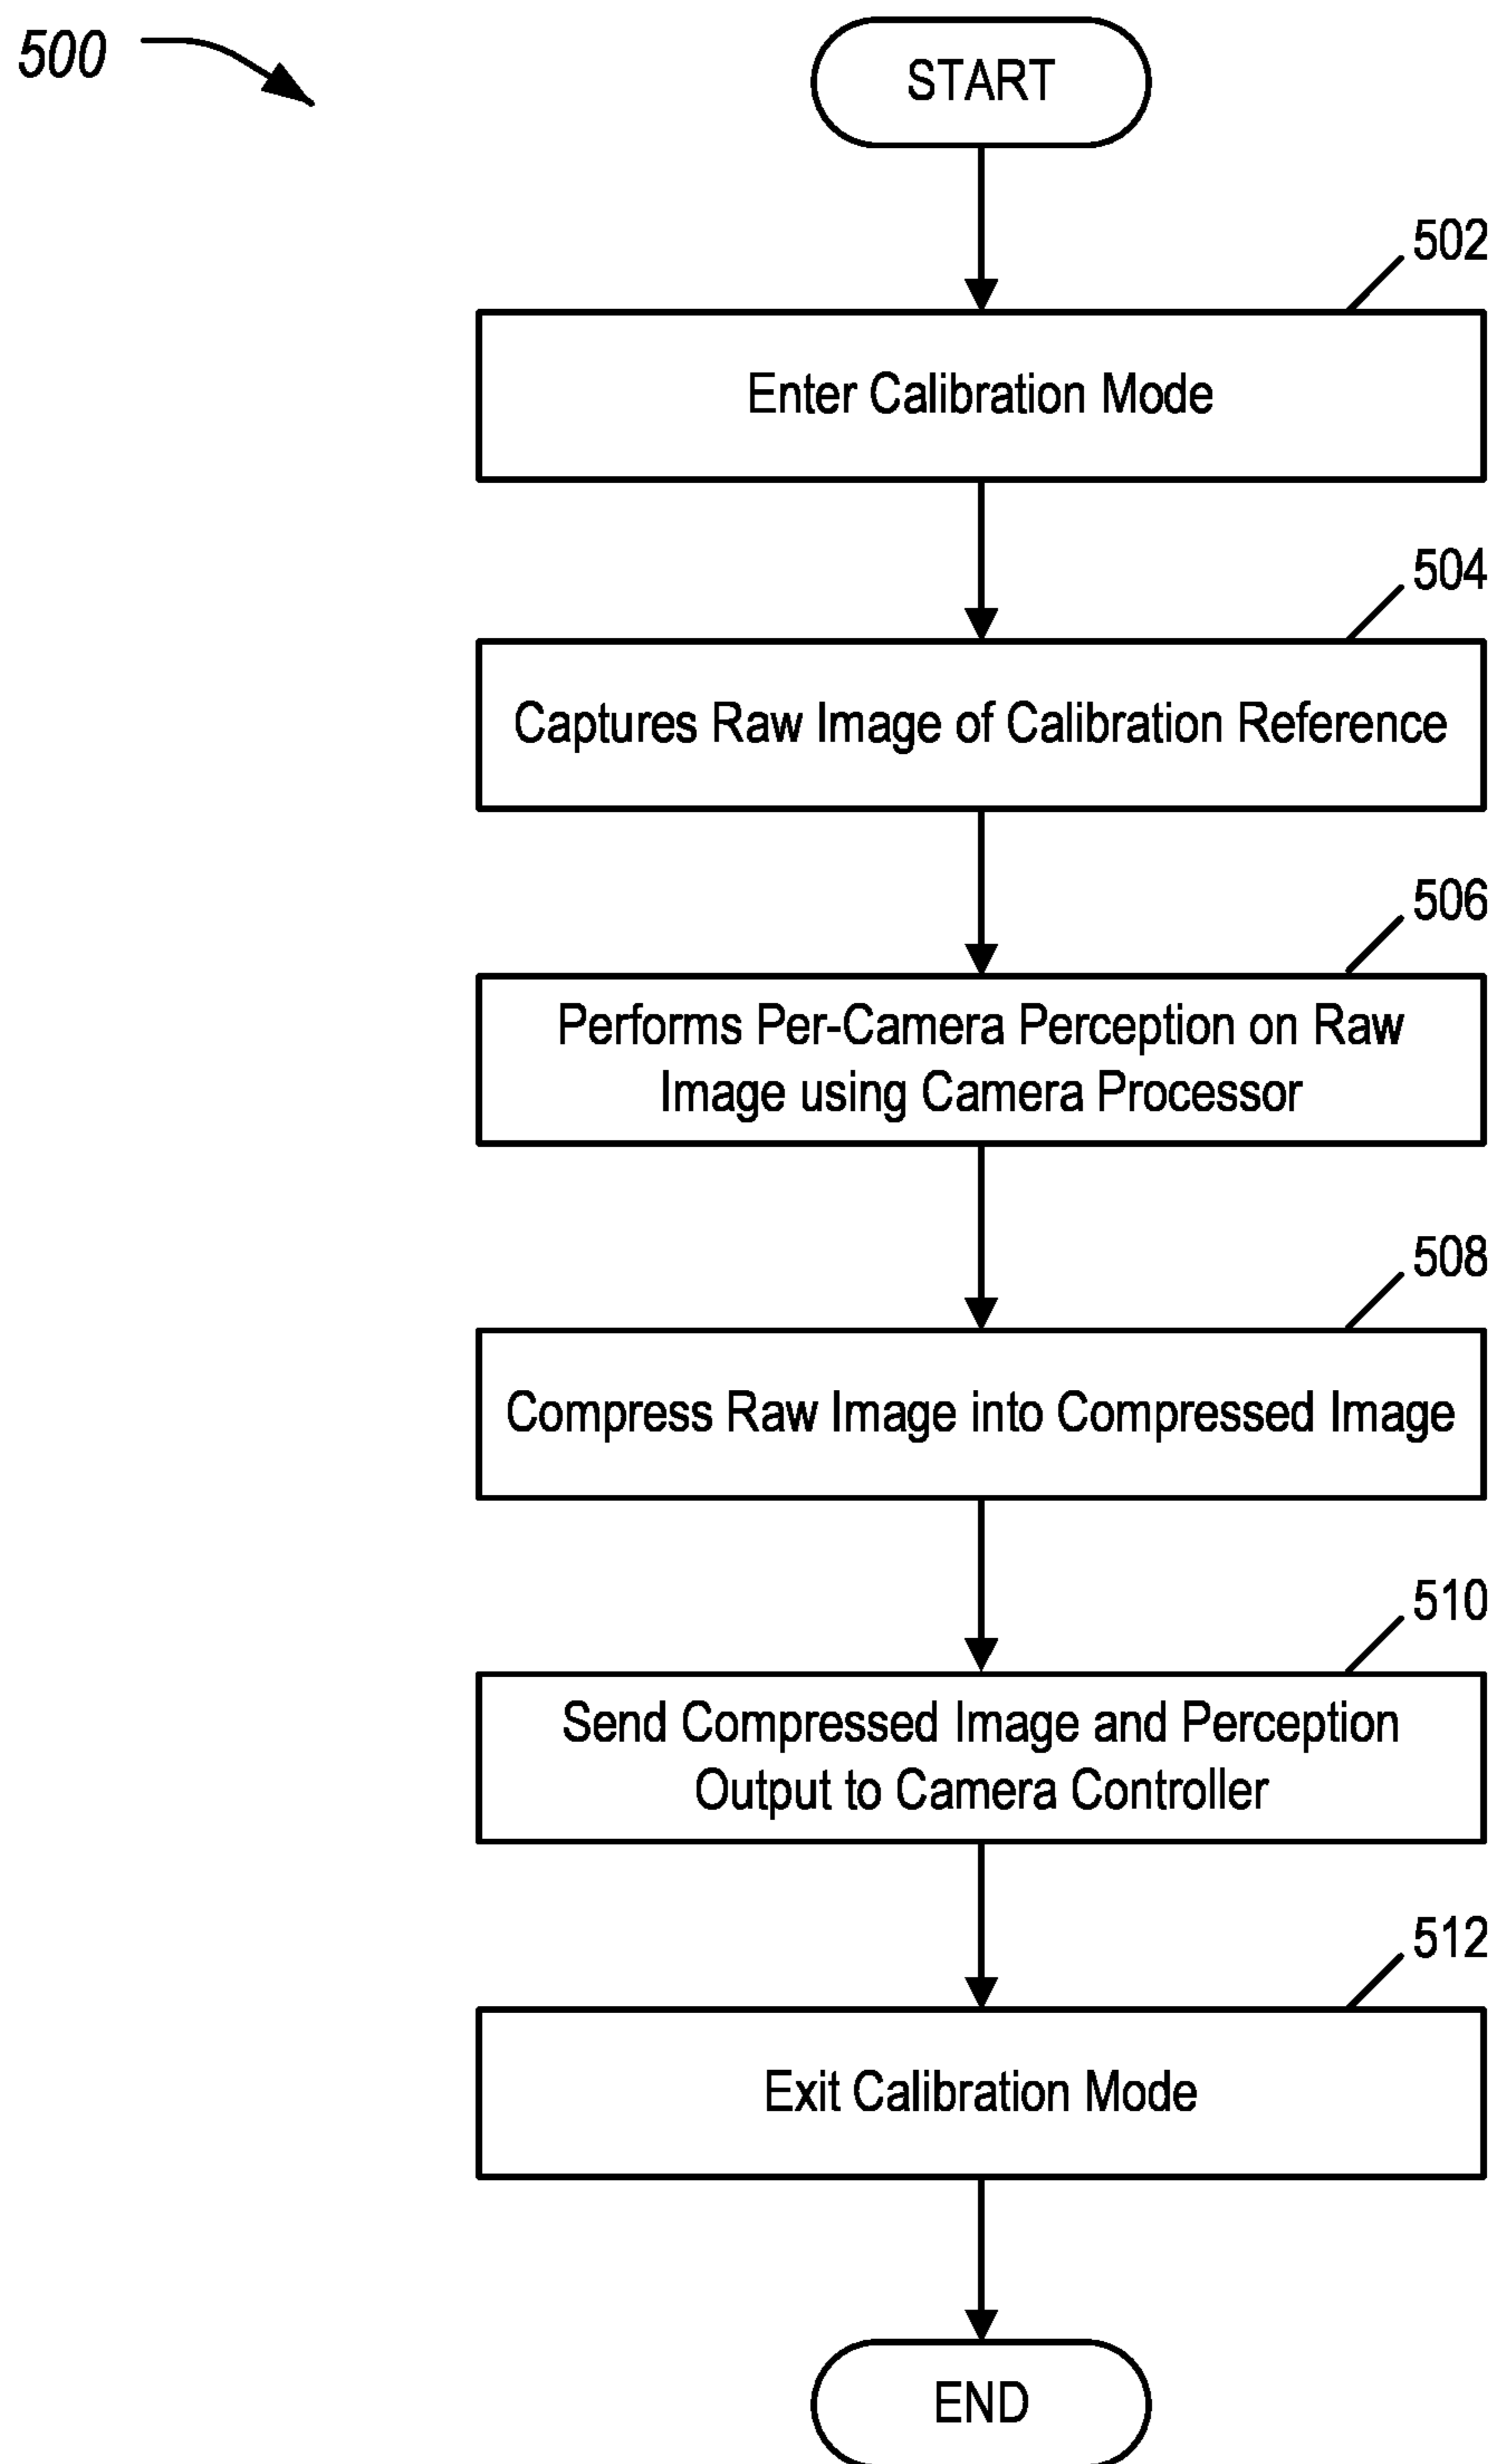 500
START
502
Enter Calibration Mode
504
Captures Raw Image of Calibration Reference
506
Performs Per-Camera Perception on Raw
Image using Camera Processor
508
Compress Raw Image into Compressed Image
510
Send Compressed Image and Perception
Output to Camera Controller
512
Exit Calibration Mode
END